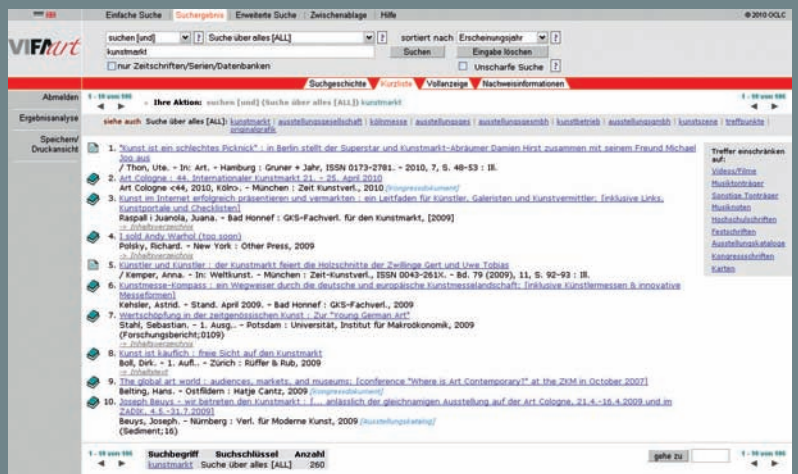 Einfache Suche | Suchergebnis | Erweiterte Suche | Zwischenablage | Hilfe
© 2010 OCLC
VIFAart
suchen [und] ? Suche über alles [ALL] ? sortiert nach Erscheinungsjahr ?
kunstmarkt Suchen Eingabe löschen
nur Zeitschriften/Serien/Datenbanken Unscharfe Suche ?
Suchgeschichte Kurzliste Vollanzeige Nachweisinformationen
Abmelden
Ergebnisanalyse
Speichern/
Druckansicht
Ihre Aktion: suchen [und] (Suche über alles [ALL]) kunstmarkt
siehe auch Suche über alles [ALL]: kunstmarkt | ausstellungsgesellschaft | kölnmesse | ausstellungsges | ausstellungsgesmbh | kunstbetrieb | ausstellungsgmbh | kunstszene | treffpunkte |
originalgrafik
1. "Kunst ist ein schlechtes Picknick" : in Berlin stellt der Superstar und Kunstmarkt-Abräumer Damien Hirst zusammen mit seinem Freund Michael
Joo aus
/ Thon, Ute. - In: Art. - Hamburg : Gruner + Jahr, ISSN 0173-2781. - 2010, 7, S. 48-53 : Ill.
2. Art Cologne : 44. Internationaler Kunstmarkt 21. - 25. April 2010
Art Cologne <44, 2010, Köln>. - München : Zeit Kunstverl., 2010 [Kongressdokument]
3. Kunst im Internet erfolgreich präsentieren und vermarkten : ein Leitfaden für Künstler, Galeristen und Kunstvermittler; [inklusive Links,
Kunstportale und Checklisten]
Raspall i Juanola, Juana. - Bad Honnef : GKS-Fachverl. für den Kunstmarkt, [2009]
-> Inhaltsverzeichnis
4. I sold Andy Warhol (too soon)
Polsky, Richard. - New York : Other Press, 2009
-> Inhaltsverzeichnis
5. Künstler und Künstler : der Kunstmarkt feiert die Holzschnitte der Zwillinge Gert und Uwe Tobias
/ Kemper, Anna. - In: Weltkunst. - München : Zeit-Kunstverl., ISSN 0043-261X. - Bd. 79 (2009), 11, S. 92-93 : Ill.
6. Kunstmesse-Kompass : ein Wegweiser durch die deutsche und europäische Kunstmesselandschaft; [inklusive Künstlermessen & innovative
Messeformen]
Kehsler, Astrid. - Stand. April 2009. - Bad Honnef : GKS-Fachverl., 2009
7. Wertschöpfung in der zeitgenössischen Kunst : Zur "Young German Art"
Stahl, Sebastian. - 1. Ausg.. - Potsdam : Universität, Institut für Makroökonomik, 2009
(Forschungsbericht;0109)
-> Inhaltsverzeichnis
8. Kunst ist käuflich : freie Sicht auf den Kunstmarkt
Boll, Dirk. - 1. Aufl.. - Zürich : Rüffer & Rub, 2009
-> Inhaltstext
9. The global art world : audiences, markets, and museums; [conference "Where is Art Contemporary?" at the ZKM in October 2007]
Belting, Hans. - Ostfildern : Hatje Cantz, 2009 [Kongressdokument]
10. Joseph Beuys - wir betreten den Kunstmarkt : [... anlässlich der gleichnamigen Ausstellung auf der Art Cologne, 21.4.-16.4.2009 und im
ZADIK, 4.5.-31.7.2009]
Beuys, Joseph. - Nürnberg : Verl. für Moderne Kunst, 2009 [Ausstellungskatalog]
(Sediment;16)
Treffer einschränken
auf:
Videos/Filme
Musiktonträger
Sonstige Tonträger
Musiknoten
Hochschulschriften
Festschriften
Ausstellungskataloge
Kongressschriften
Karten
Suchbegriff Suchschlüssel Anzahl
kunstmarkt Suche über alles [ALL] 260
gehe zu